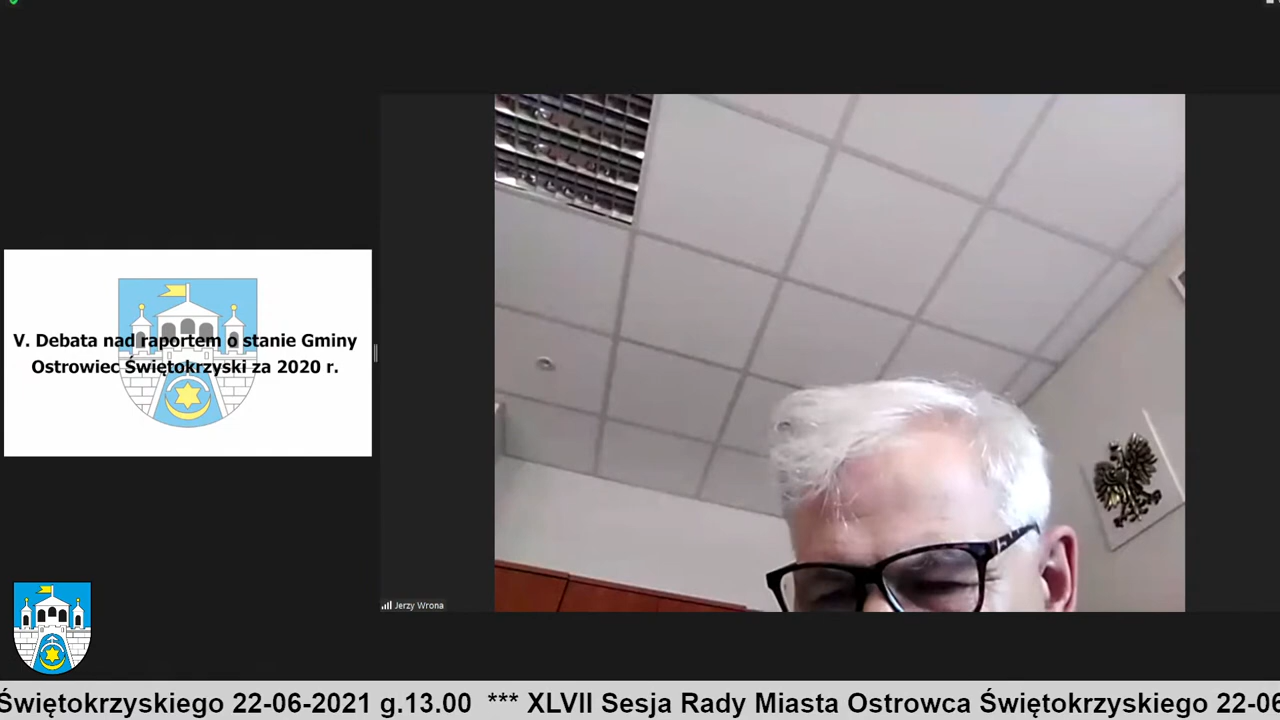 V. Debata nad raportem o stanie Gminy
Ostrowiec Świętokrzyski za 2020 r.
Jerzy Wrona
Świętokrzyskiego 22-06-2021 g.13.00 *** XLVII Sesja Rady Miasta Ostrowca Świętokrzyskiego 22-06